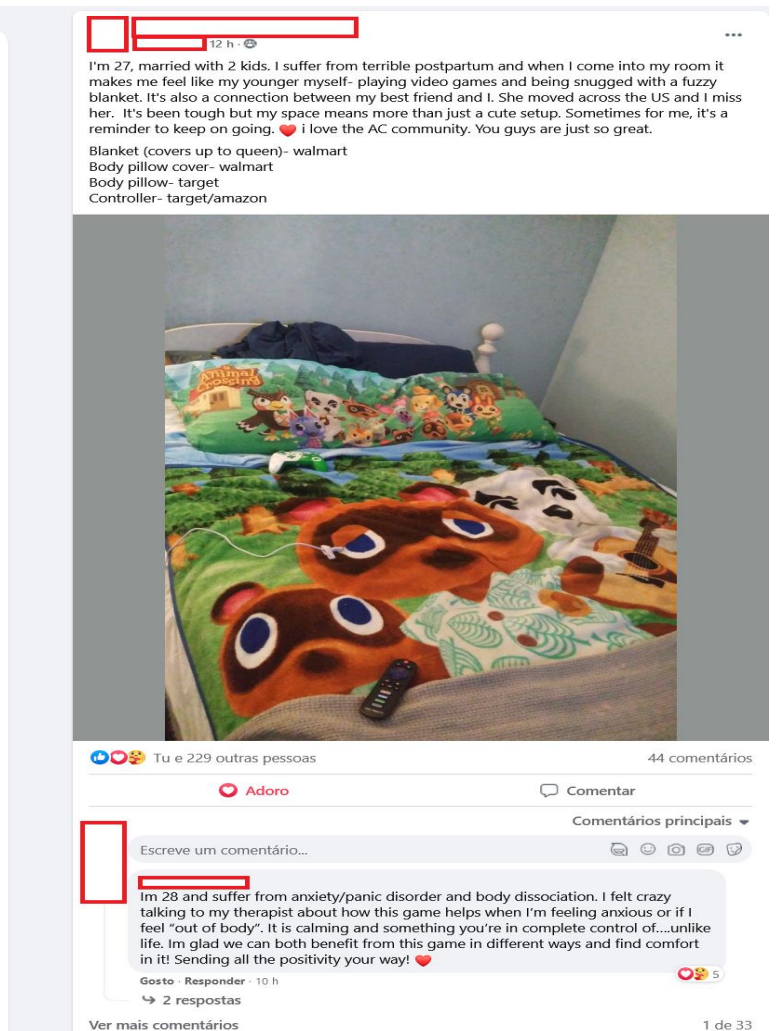 12 h
I'm 27, married with 2 kids. I suffer from terrible postpartum and when I come into my room it
makes me feel like my younger myself- playing video games and being snugged with a fuzzy
blanket. It's also a connection between my best friend and I. She moved across the US and I miss
her. It's been tough but my space means more than just a cute setup. Sometimes for me, it's a
reminder to keep on going. ❤️ i love the AC community. You guys are just so great.
Blanket (covers up to queen)- walmart
Body pillow cover- walmart
Body pillow- target
Controller- target/amazon
Animal
Crossing
Tu e 229 outras pessoas
44 comentários
Adoro
Comentar
Comentários principais
Escreve um comentário...
GIF
Im 28 and suffer from anxiety/panic disorder and body dissociation. I felt crazy
talking to my therapist about how this game helps when I'm feeling anxious or if I
feel “out of body”. It is calming and something you're in complete control of....unlike
life. Im glad we can both benefit from this game in different ways and find comfort
in it! Sending all the positivity your way! ❤️
5
Gosto · Responder · 10 h
2 respostas
Ver mais comentários
1 de 33